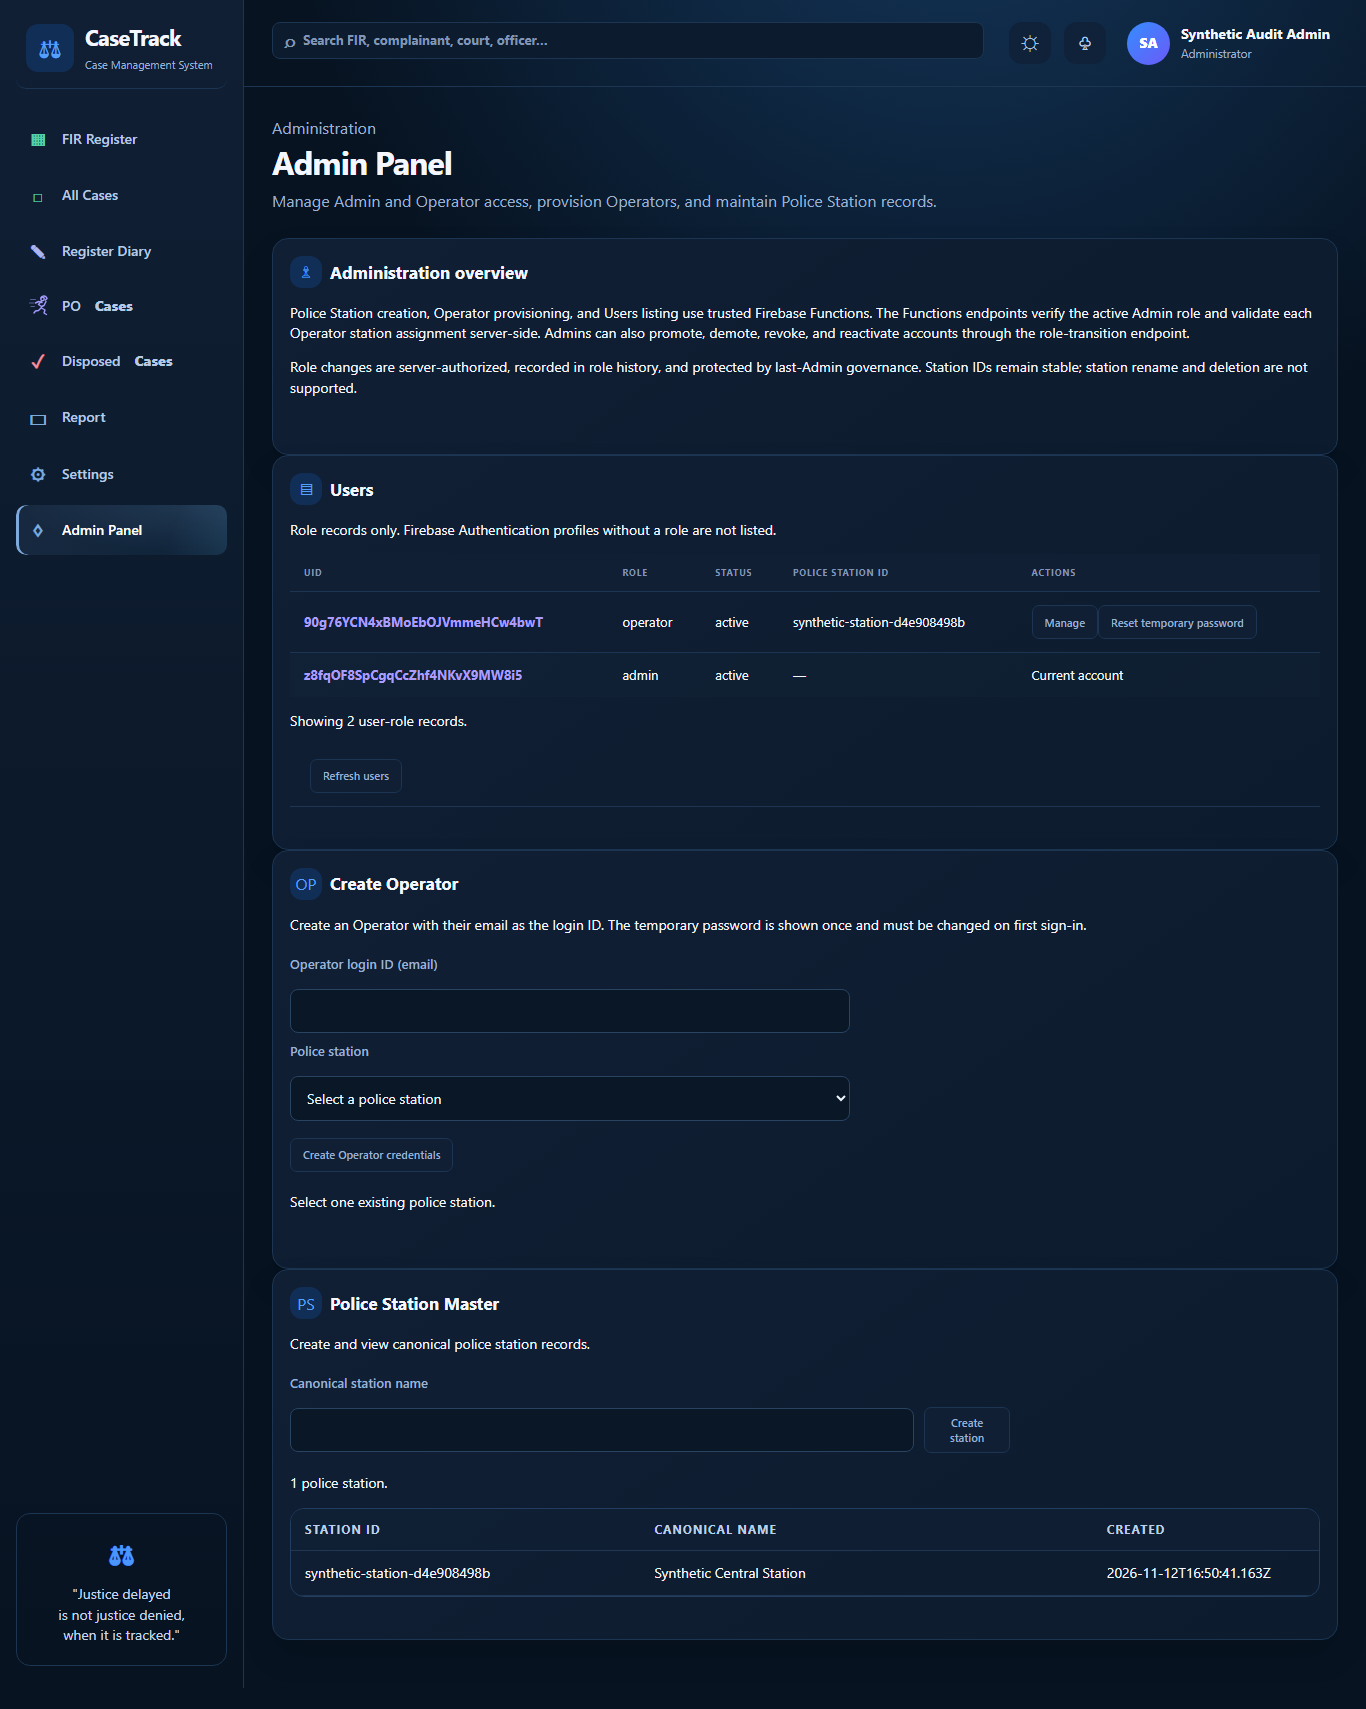 CaseTrack
Case Management System
FIR Register
All Cases
Register Diary
PO Cases
Disposed Cases
Report
Settings
Admin Panel
"Justice delayed
is not justice denied,
when it is tracked."
Search FIR, complainant, court, officer...
SA
Synthetic Audit Admin
Administrator
Administration
Admin Panel
Manage Admin and Operator access, provision Operators, and maintain Police Station records.
Administration overview
Police Station creation, Operator provisioning, and Users listing use trusted Firebase Functions. The Functions endpoints verify the active Admin role and validate each
Operator station assignment server-side. Admins can also promote, demote, revoke, and reactivate accounts through the role-transition endpoint.
Role changes are server-authorized, recorded in role history, and protected by last-Admin governance. Station IDs remain stable; station rename and deletion are not
supported.
Users
Role records only. Firebase Authentication profiles without a role are not listed.
UID ROLE STATUS POLICE STATION ID ACTIONS
90g76YCN4xBMoEbOJVmmeHCw4bwT operator active synthetic-station-d4e908498b Manage Reset temporary password
z8fqOF8SpCgqCcZhf4NKvX9MW8i5 admin active — Current account
Showing 2 user-role records.
Refresh users
OP Create Operator
Create an Operator with their email as the login ID. The temporary password is shown once and must be changed on first sign-in.
Operator login ID (email)
Police station
Select a police station
Create Operator credentials
Select one existing police station.
PS Police Station Master
Create and view canonical police station records.
Canonical station name
Create
station
1 police station.
STATION ID CANONICAL NAME CREATED
synthetic-station-d4e908498b Synthetic Central Station 2026-11-12T16:50:41.163Z